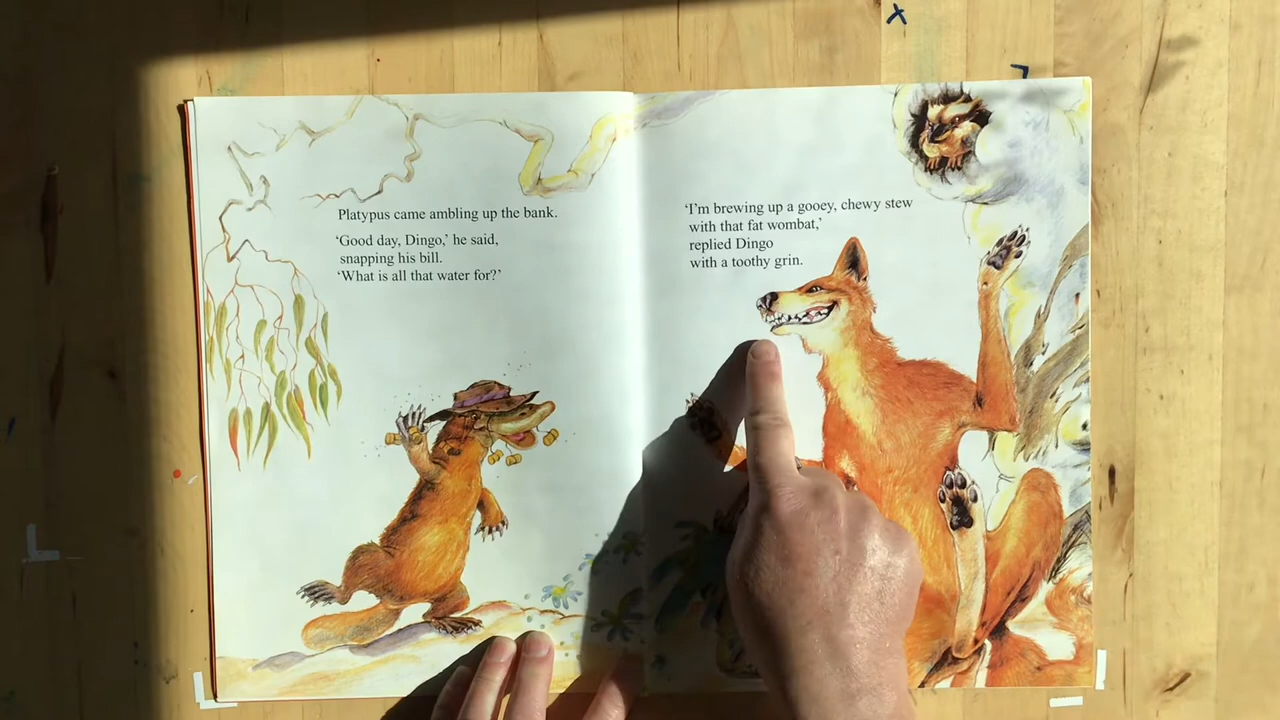 Platypus came ambling up the bank.
‘Good day, Dingo,’ he said,
snapping his bill.
‘What is all that water for?’
‘I’m brewing up a gooey, chewy stew
with that fat wombat,’
replied Dingo
with a toothy grin.